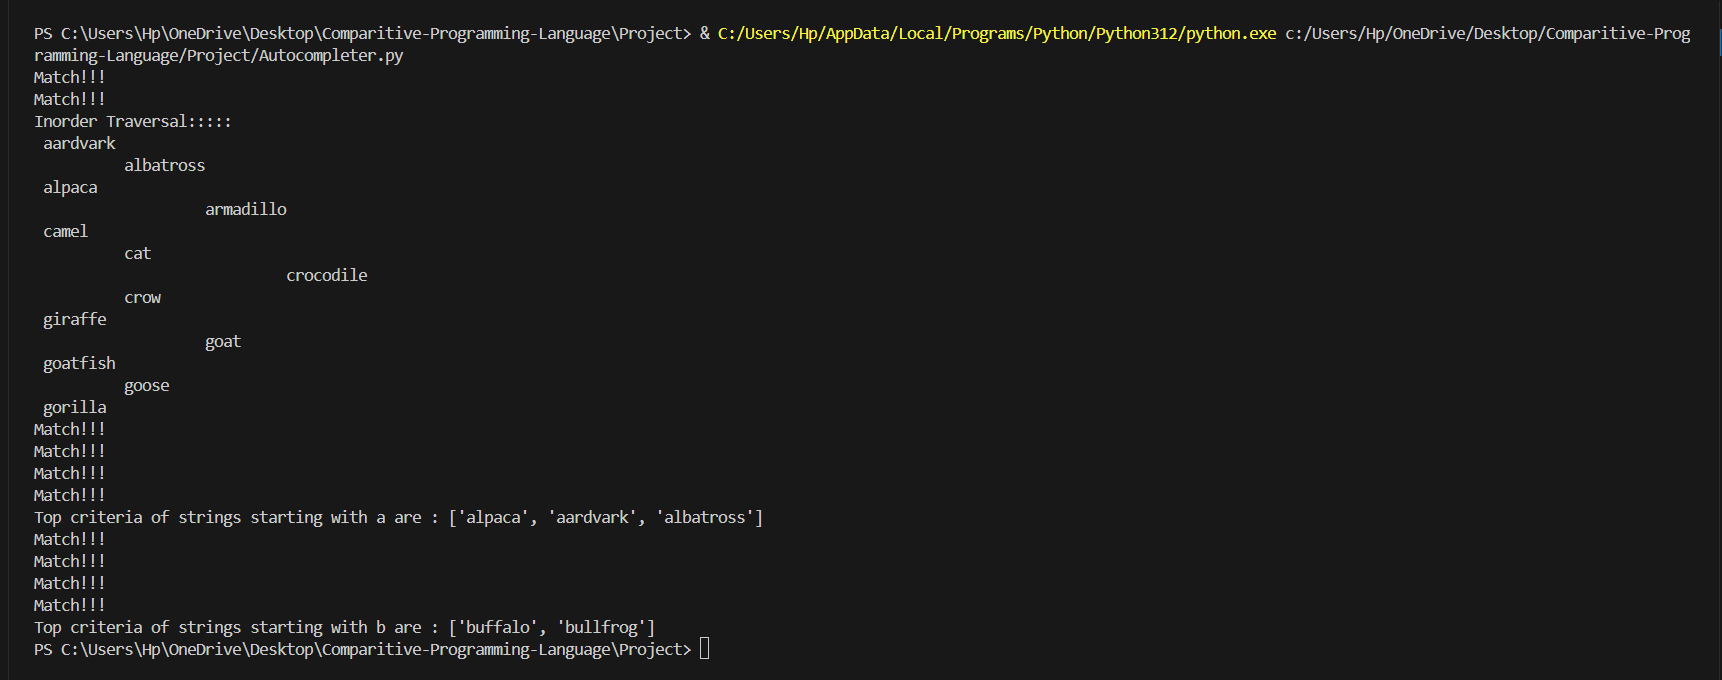 PS C:\Users\Hp\OneDrive\Desktop\Comparitive-Programming-Language\Project> & C:/Users/Hp/AppData/Local/Programs/Python/Python312/python.exe c:/Users/Hp/OneDrive/Desktop/Comparitive-Prog
ramming-Language/Project/Autocompleter.py
Match!!!
Match!!!
Inorder Traversal:::::
aardvark
albatross
alpaca
armadillo
camel
cat
crocodile
crow
giraffe
goat
goatfish
goose
gorilla
Match!!!
Match!!!
Match!!!
Match!!!
Top criteria of strings starting with a are : ['alpaca', 'aardvark', 'albatross']
Match!!!
Match!!!
Match!!!
Match!!!
Top criteria of strings starting with b are : ['buffalo', 'bullfrog']
PS C:\Users\Hp\OneDrive\Desktop\Comparitive-Programming-Language\Project>